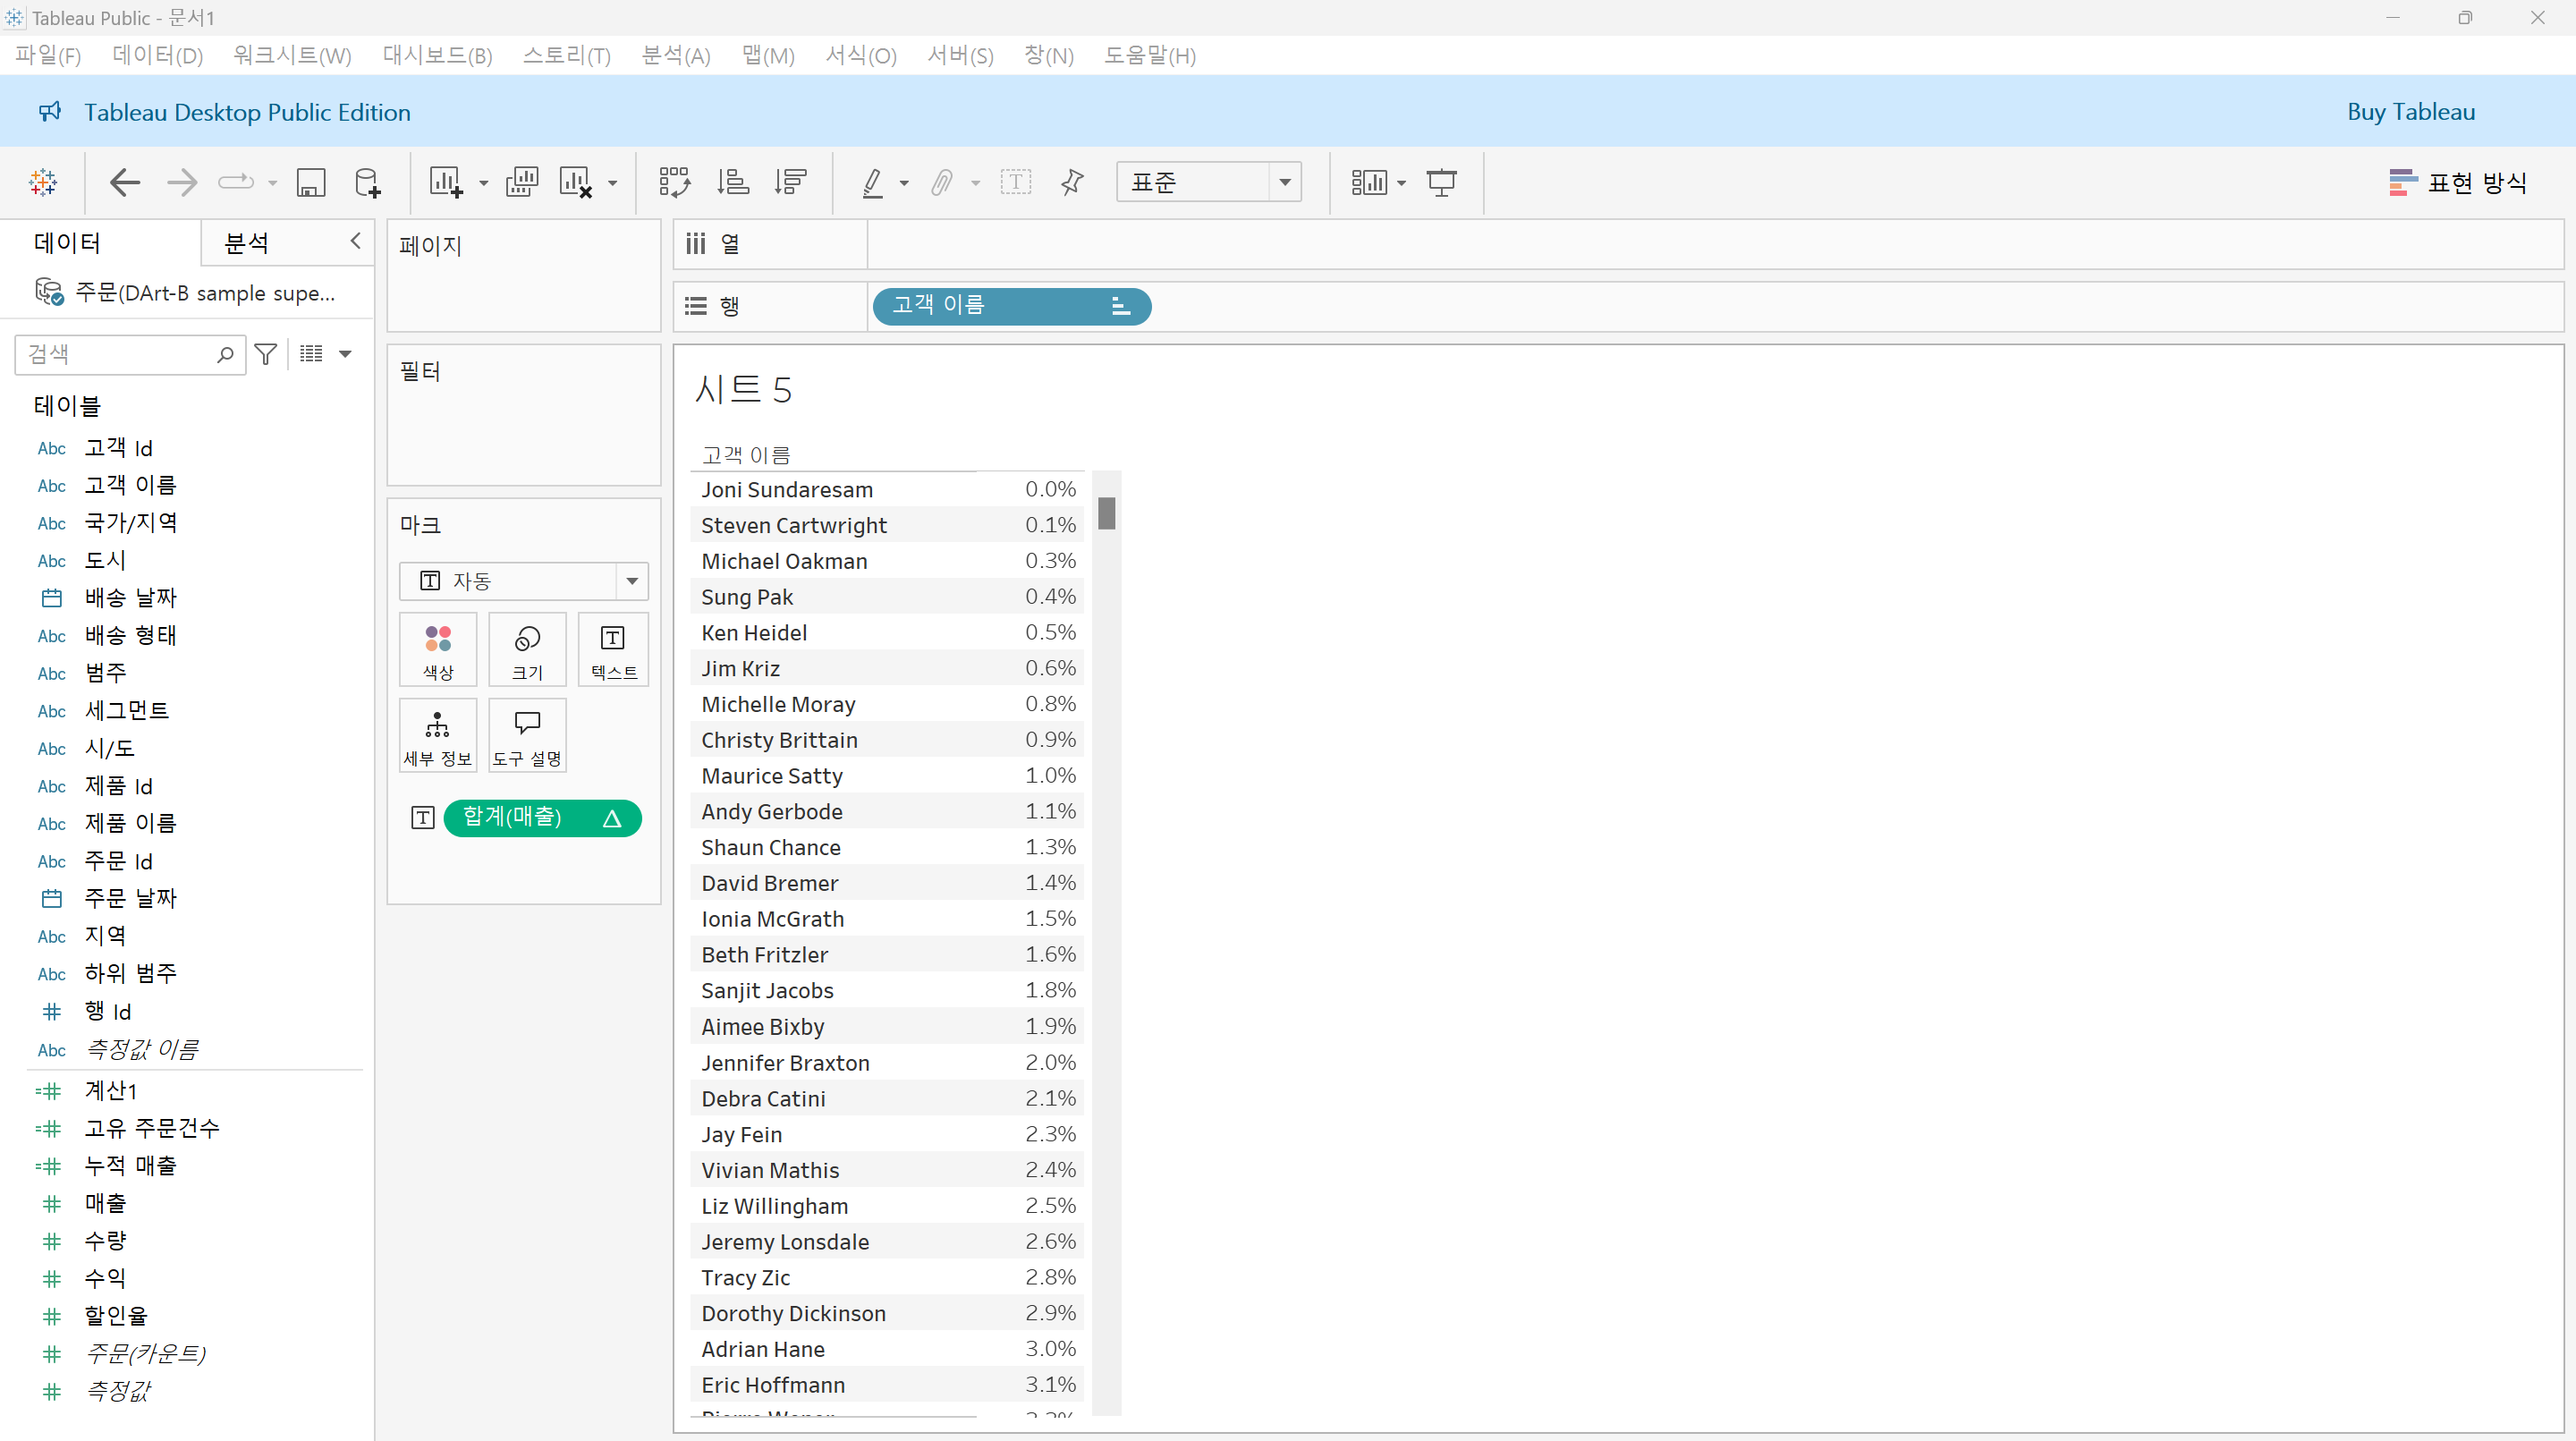 Tableau Public - 문서1
파일(F) 데이터(D) 워크시트(W) 대시보드(B) 스토리(T) 분석(A) 맵(M) 서식(O) 서버(S) 창(N) 도움말(H)
Tableau Desktop Public Edition
Buy Tableau
표준
표현 방식
데이터
분석
주문(DArt-B sample supe...
검색
테이블
Abc 고객 Id
Abc 고객 이름
Abc 국가/지역
Abc 도시
배송 날짜
Abc 배송 형태
Abc 범주
Abc 세그먼트
Abc 시/도
Abc 제품 Id
Abc 제품 이름
Abc 주문 Id
주문 날짜
Abc 지역
Abc 하위 범주
# 행 Id
Abc 측정값 이름
=# 계산1
=# 고유 주문건수
=# 누적 매출
# 매출
# 수량
# 수익
# 할인율
# 주문(카운트)
# 측정값
페이지
필터
마크
자동
색상
크기
텍스트
세부 정보
도구 설명
합계(매출)
열
행
고객 이름
시트 5
고객 이름
Joni Sundaresam 0.0%
Steven Cartwright 0.1%
Michael Oakman 0.3%
Sung Pak 0.4%
Ken Heidel 0.5%
Jim Kriz 0.6%
Michelle Moray 0.8%
Christy Brittain 0.9%
Maurice Satty 1.0%
Andy Gerbode 1.1%
Shaun Chance 1.3%
David Bremer 1.4%
Ionia McGrath 1.5%
Beth Fritzler 1.6%
Sanjit Jacobs 1.8%
Aimee Bixby 1.9%
Jennifer Braxton 2.0%
Debra Catini 2.1%
Jay Fein 2.3%
Vivian Mathis 2.4%
Liz Willingham 2.5%
Jeremy Lonsdale 2.6%
Tracy Zic 2.8%
Dorothy Dickinson 2.9%
Adrian Hane 3.0%
Eric Hoffmann 3.1%